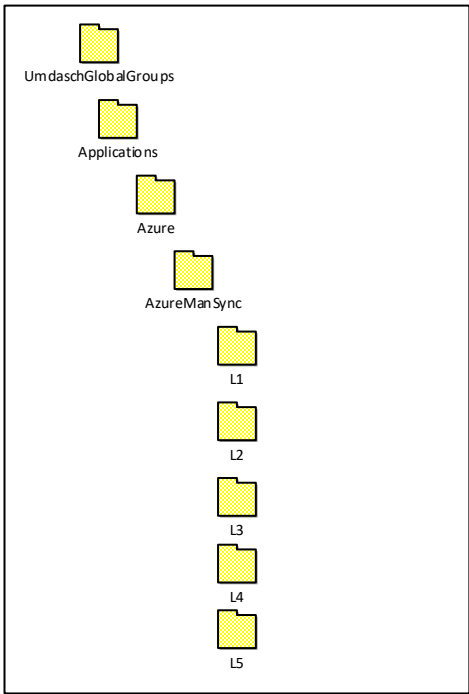 UmdaschGlobalGroups
Applications
Azure
AzureManSync
L1
L2
L3
L4
L5